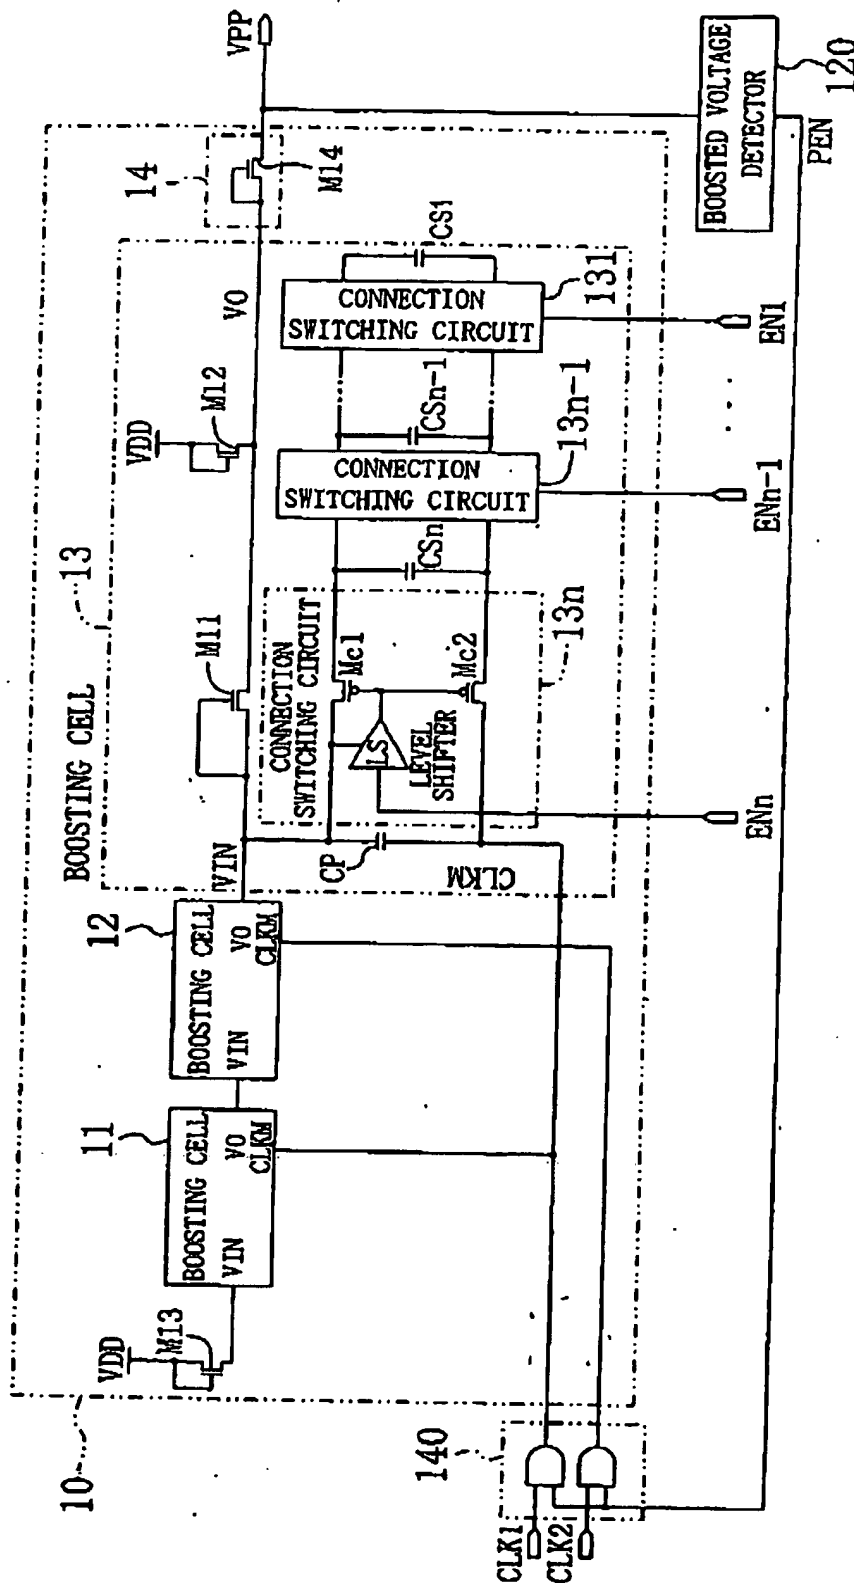 10
VDD
M13
11
BOOSTING CELL
VIN
VO
CLKM
12
BOOSTING CELL
VIN
VO
CLKM
BOOSTING CELL
13
VIN
M11
VDD
M12
VO
14
M14
VPP
CP
CLKM
CONNECTION
SWITCHING CIRCUIT
LS
LEVEL
SHIFTER
Mc1
Mc2
13n
CSn
CONNECTION
SWITCHING CIRCUIT
13n-1
CSn-1
CONNECTION
SWITCHING CIRCUIT
131
CS1
ENn
ENn-1
...
EN1
140
CLK1
CLK2
BOOSTED VOLTAGE
DETECTOR
120
PEN